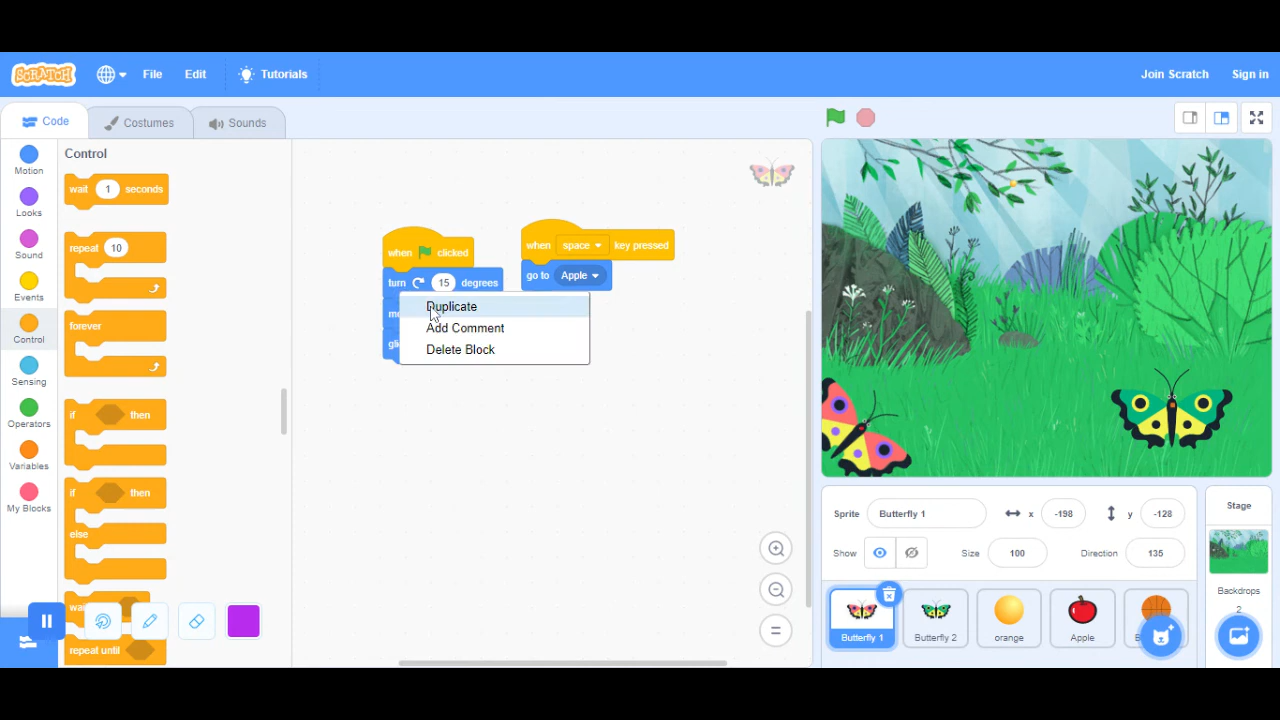 SCRATCH
File
Edit
Tutorials
Join Scratch
Sign in
Code
Costumes
Sounds
Motion
Looks
Sound
Events
Control
Sensing
Operators
Variables
My Blocks
Control
wait 1 seconds
repeat 10
forever
if then
if then
else
repeat until
when clicked
turn 15 degrees
when space key pressed
go to Apple
Duplicate
Add Comment
Delete Block
Sprite Butterfly 1 x -198 y -128
Show Size 100 Direction 135
Butterfly 1
Butterfly 2
orange
Apple
Stage
Backdrops
2